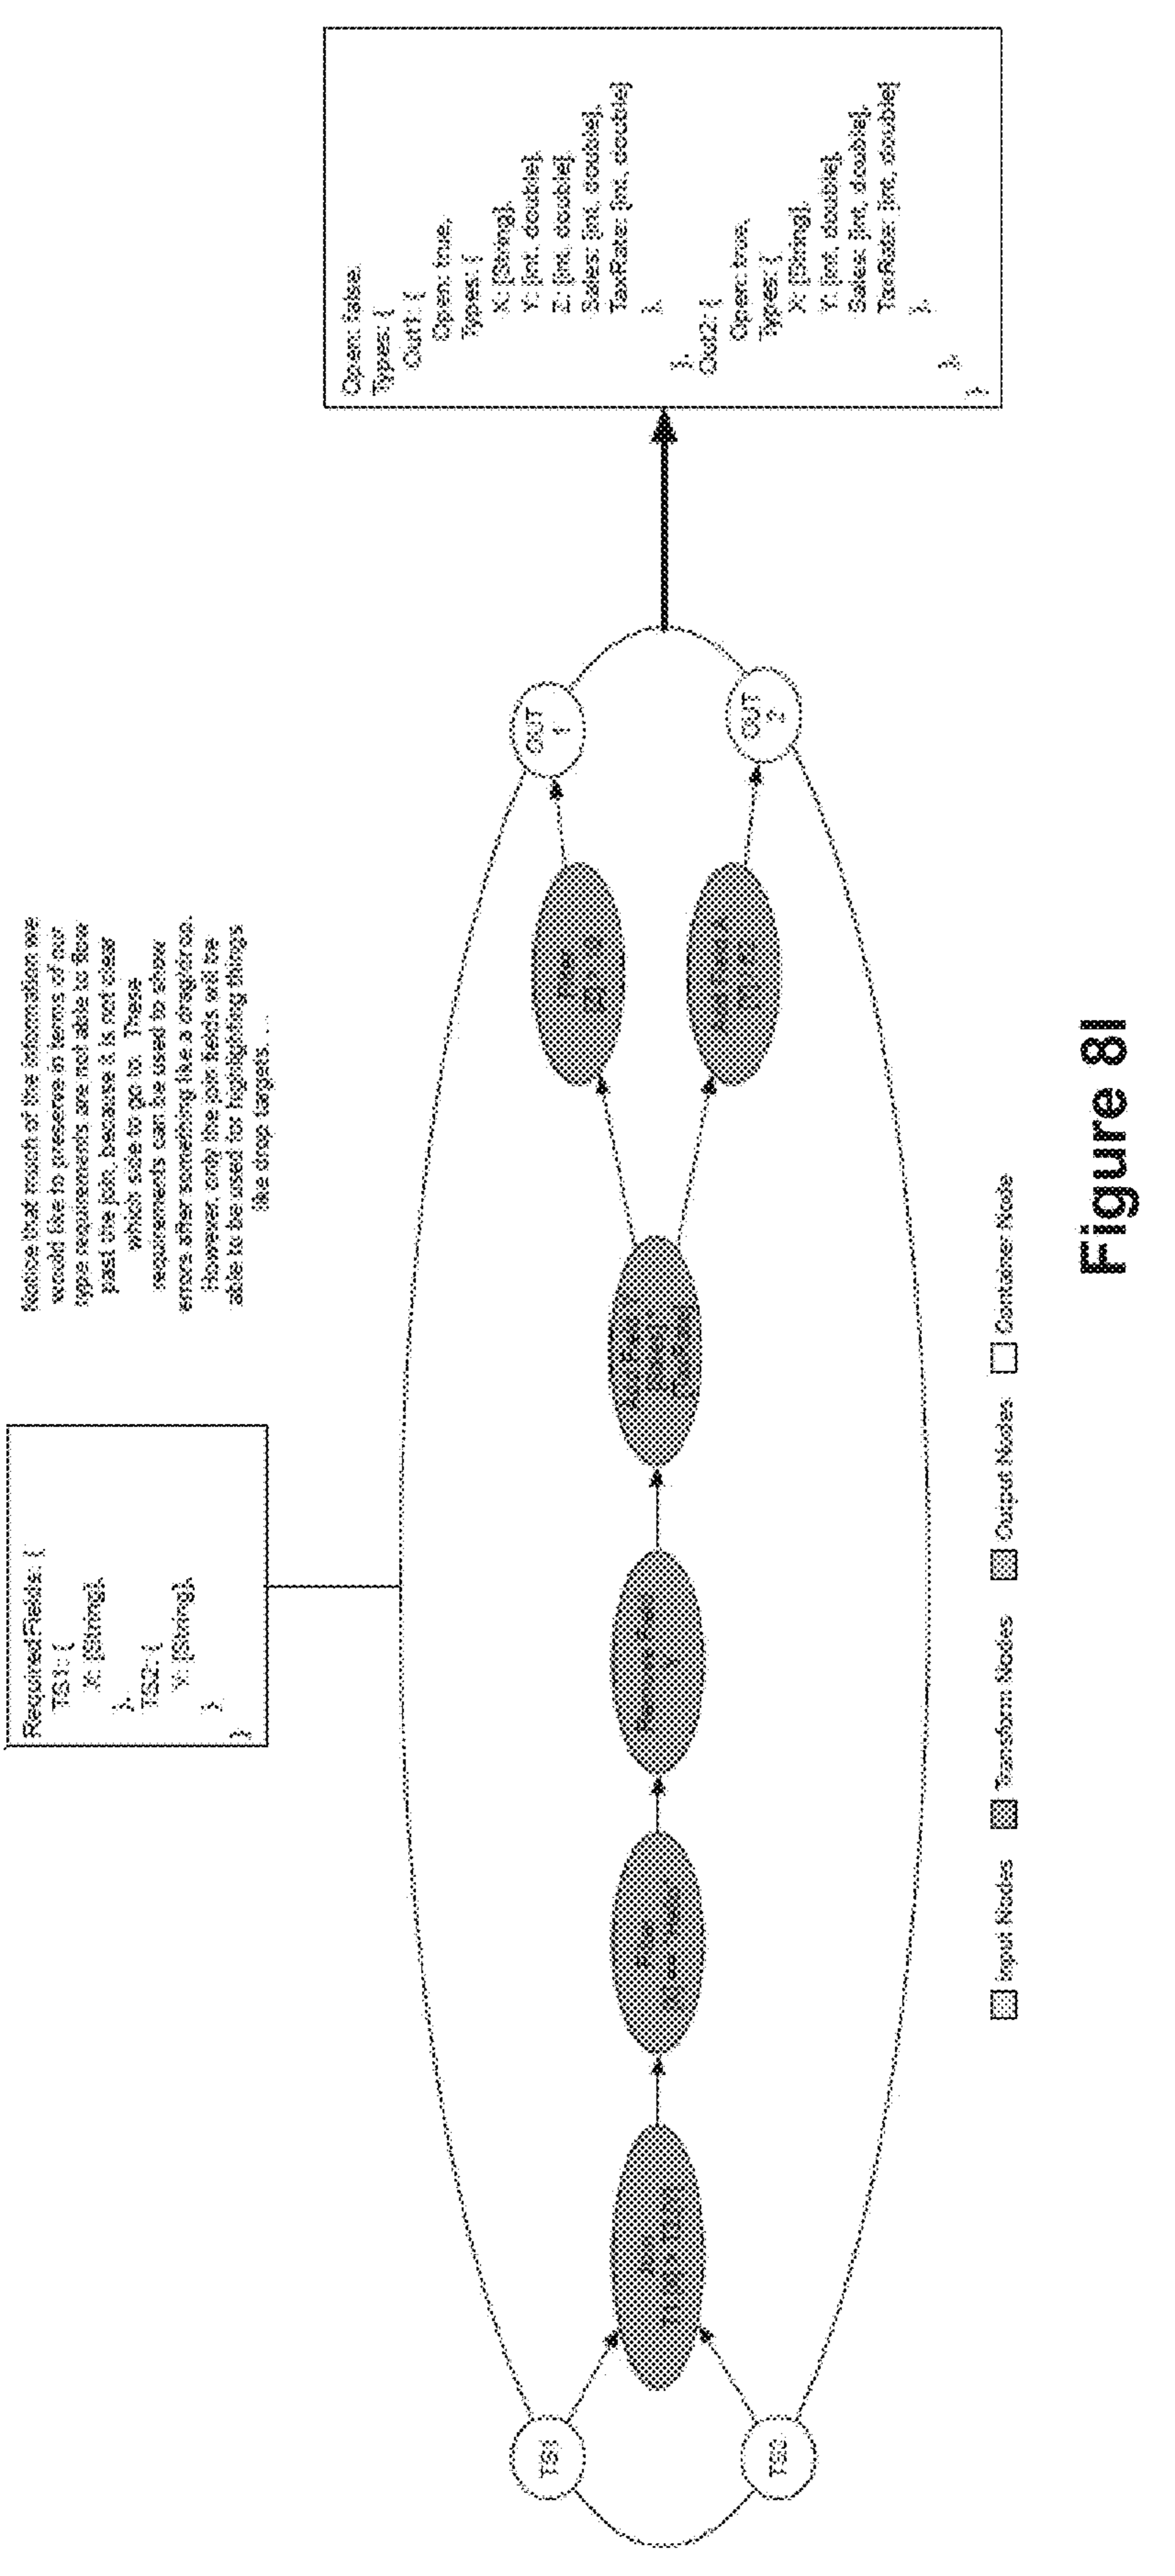 Required Fields: {
TS1: {
X: [String],
},
TS2: {
Y: [String],
},
}
Notice that much of the information we
would like to preserve in terms of our
type requirements are not able to flow
past the join, because it is not clear
which side to go to. These
requirements can be used to show
errors after something like a drag/drop.
However, only the join fields will be
able to be used for highlighting things
like drop targets. ...
TS1
TS2
OUT
1
OUT
2
Open: false,
Types: {
Out1: {
Open: true,
Types: {
X: [String],
Y: [int, double],
Z: [int, double],
Sales: [int, double],
TaxRate: [int, double]
},
},
Out2: {
Open: true,
Types: {
X: [String],
Y: [int, double],
Sales: [int, double],
TaxRate: [int, double]
},
},
}
Input Nodes
Transform Nodes
Output Nodes
Container Node
Figure 8I